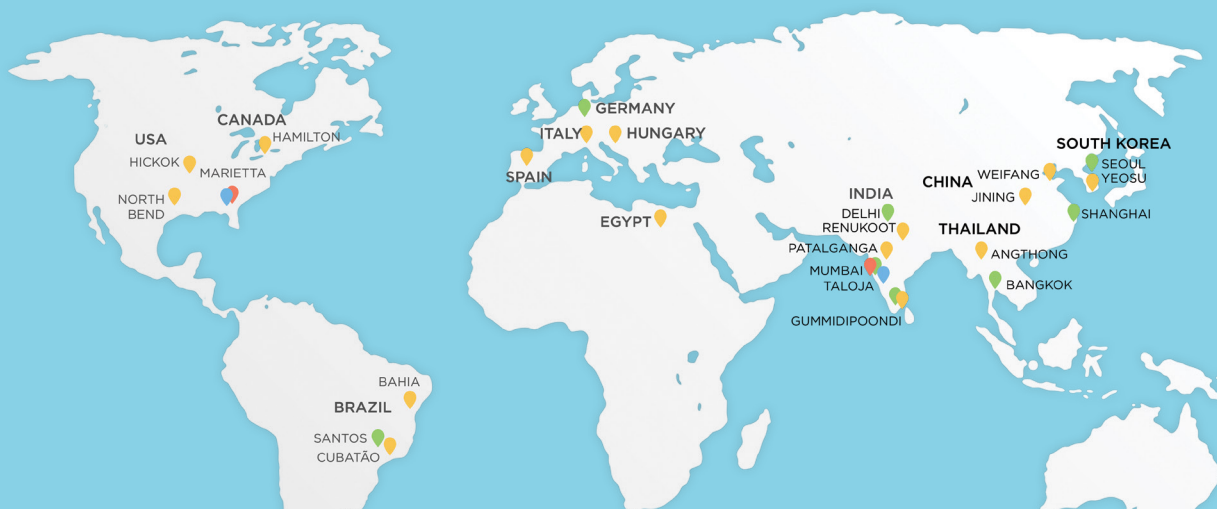 CANADA
HAMILTON
USA
HICKOK
MARIETTA
NORTH
BEND
BAHIA
BRAZIL
SANTOS
CUBATÃO
GERMANY
ITALY
HUNGARY
SPAIN
EGYPT
INDIA
DELHI
RENUKOOT
PATALGANGA
MUMBAI
TALOJA
GUMMIDIPOONDI
SOUTH KOREA
SEOUL
YEOSU
CHINA
WEIFANG
JINING
SHANGHAI
THAILAND
ANGTHONG
BANGKOK